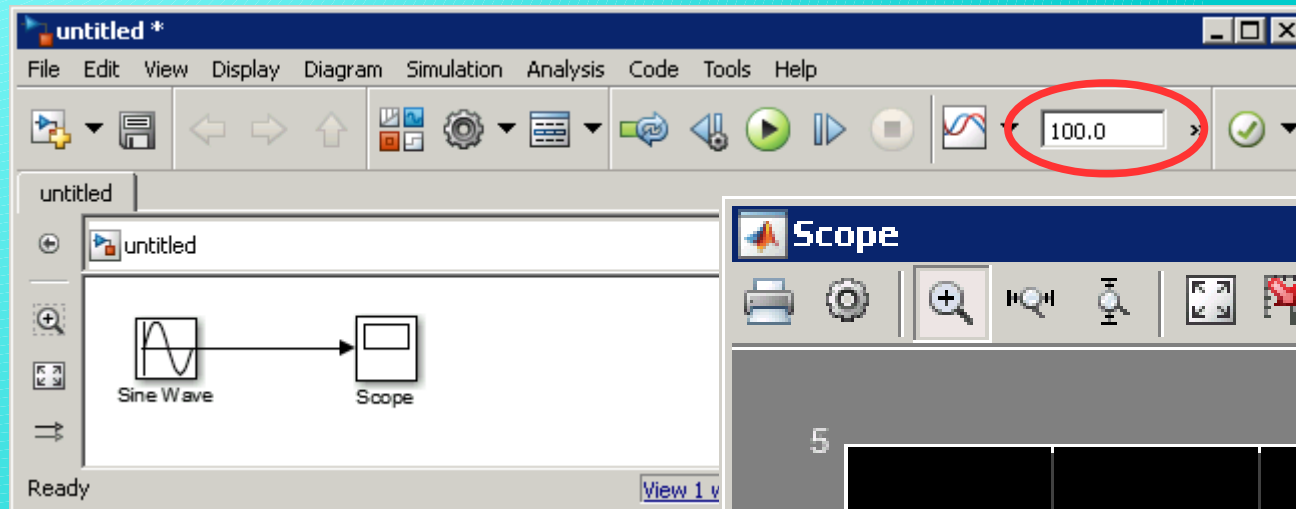 untitled *
File Edit View Display Diagram Simulation Analysis Code Tools Help
100.0 »
untitled
untitled
Sine Wave
Scope
Ready
View 1
Scope
5